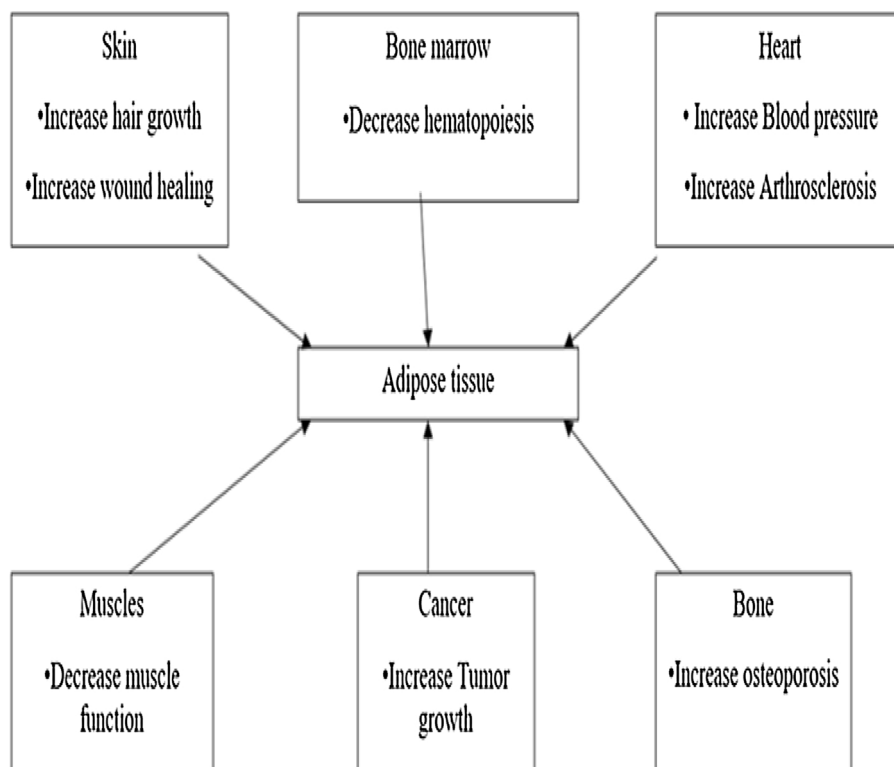 Skin
•Increase hair growth
•Increase wound healing
Bone marrow
•Decrease hematopoiesis
Heart
• Increase Blood pressure
•Increase Arthrosclerosis
Adipose tissue
Muscles
•Decrease muscle
function
Cancer
•Increase Tumor
growth
Bone
•Increase osteoporosis